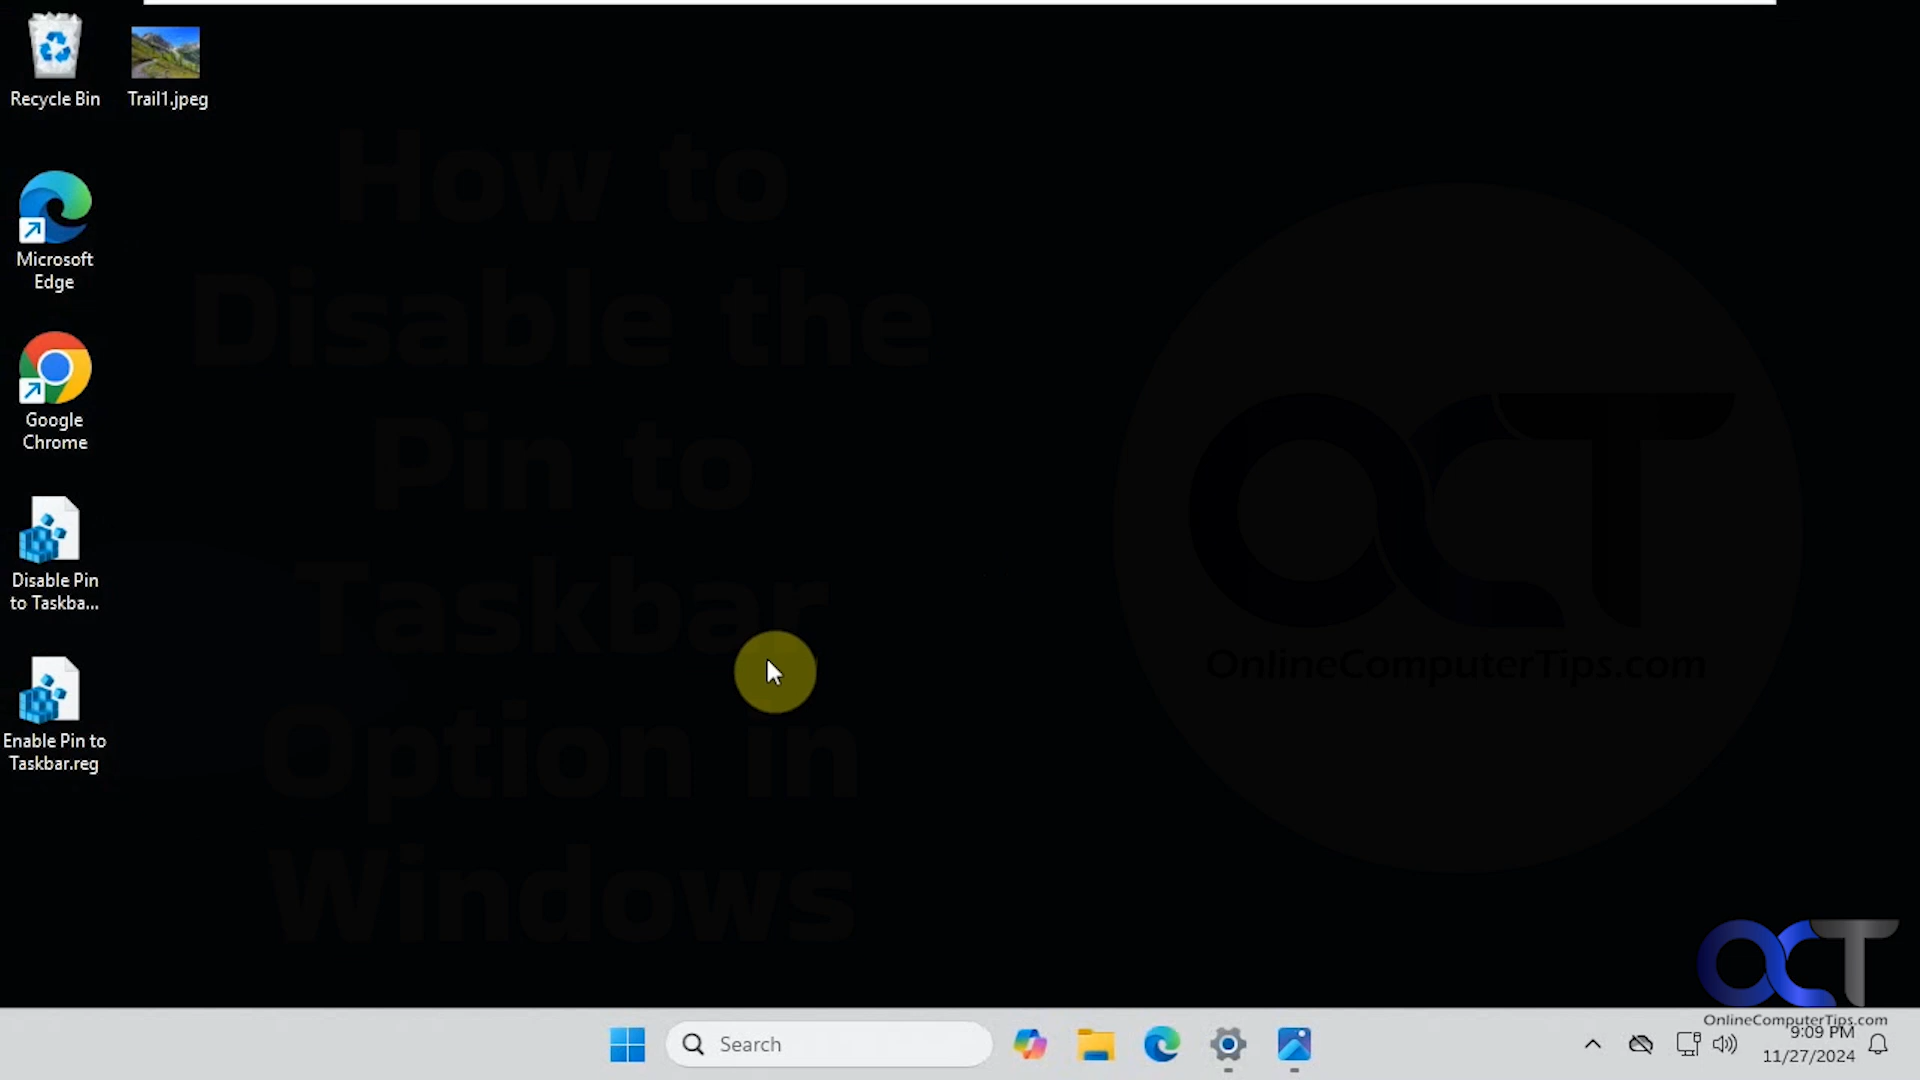 Recycle Bin
Trail1.jpeg
Microsoft
Edge
Google
Chrome
Disable Pin
to Taskba...
Enable Pin to
Taskbar.reg
How to
Disable the
Pin to
Taskbar
Option in
Windows
OCT
OnlineComputerTips.com
OCT
OnlineComputerTips.com
Search
9:09 PM
11/27/2024